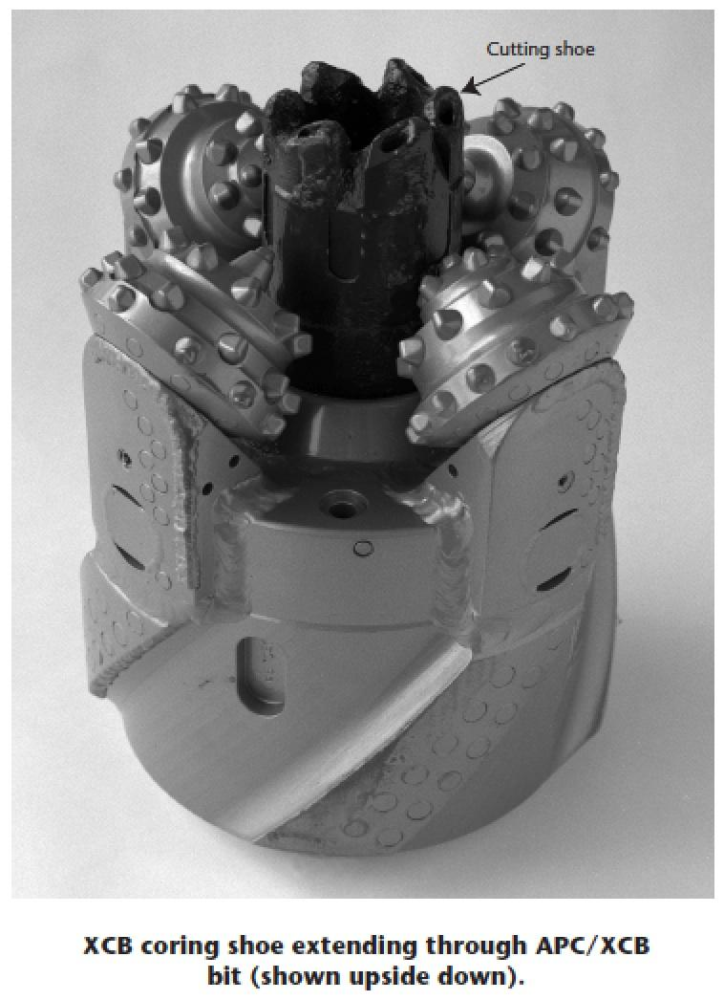 Cutting shoe
XCB coring shoe extending through APC/XCB
bit (shown upside down).